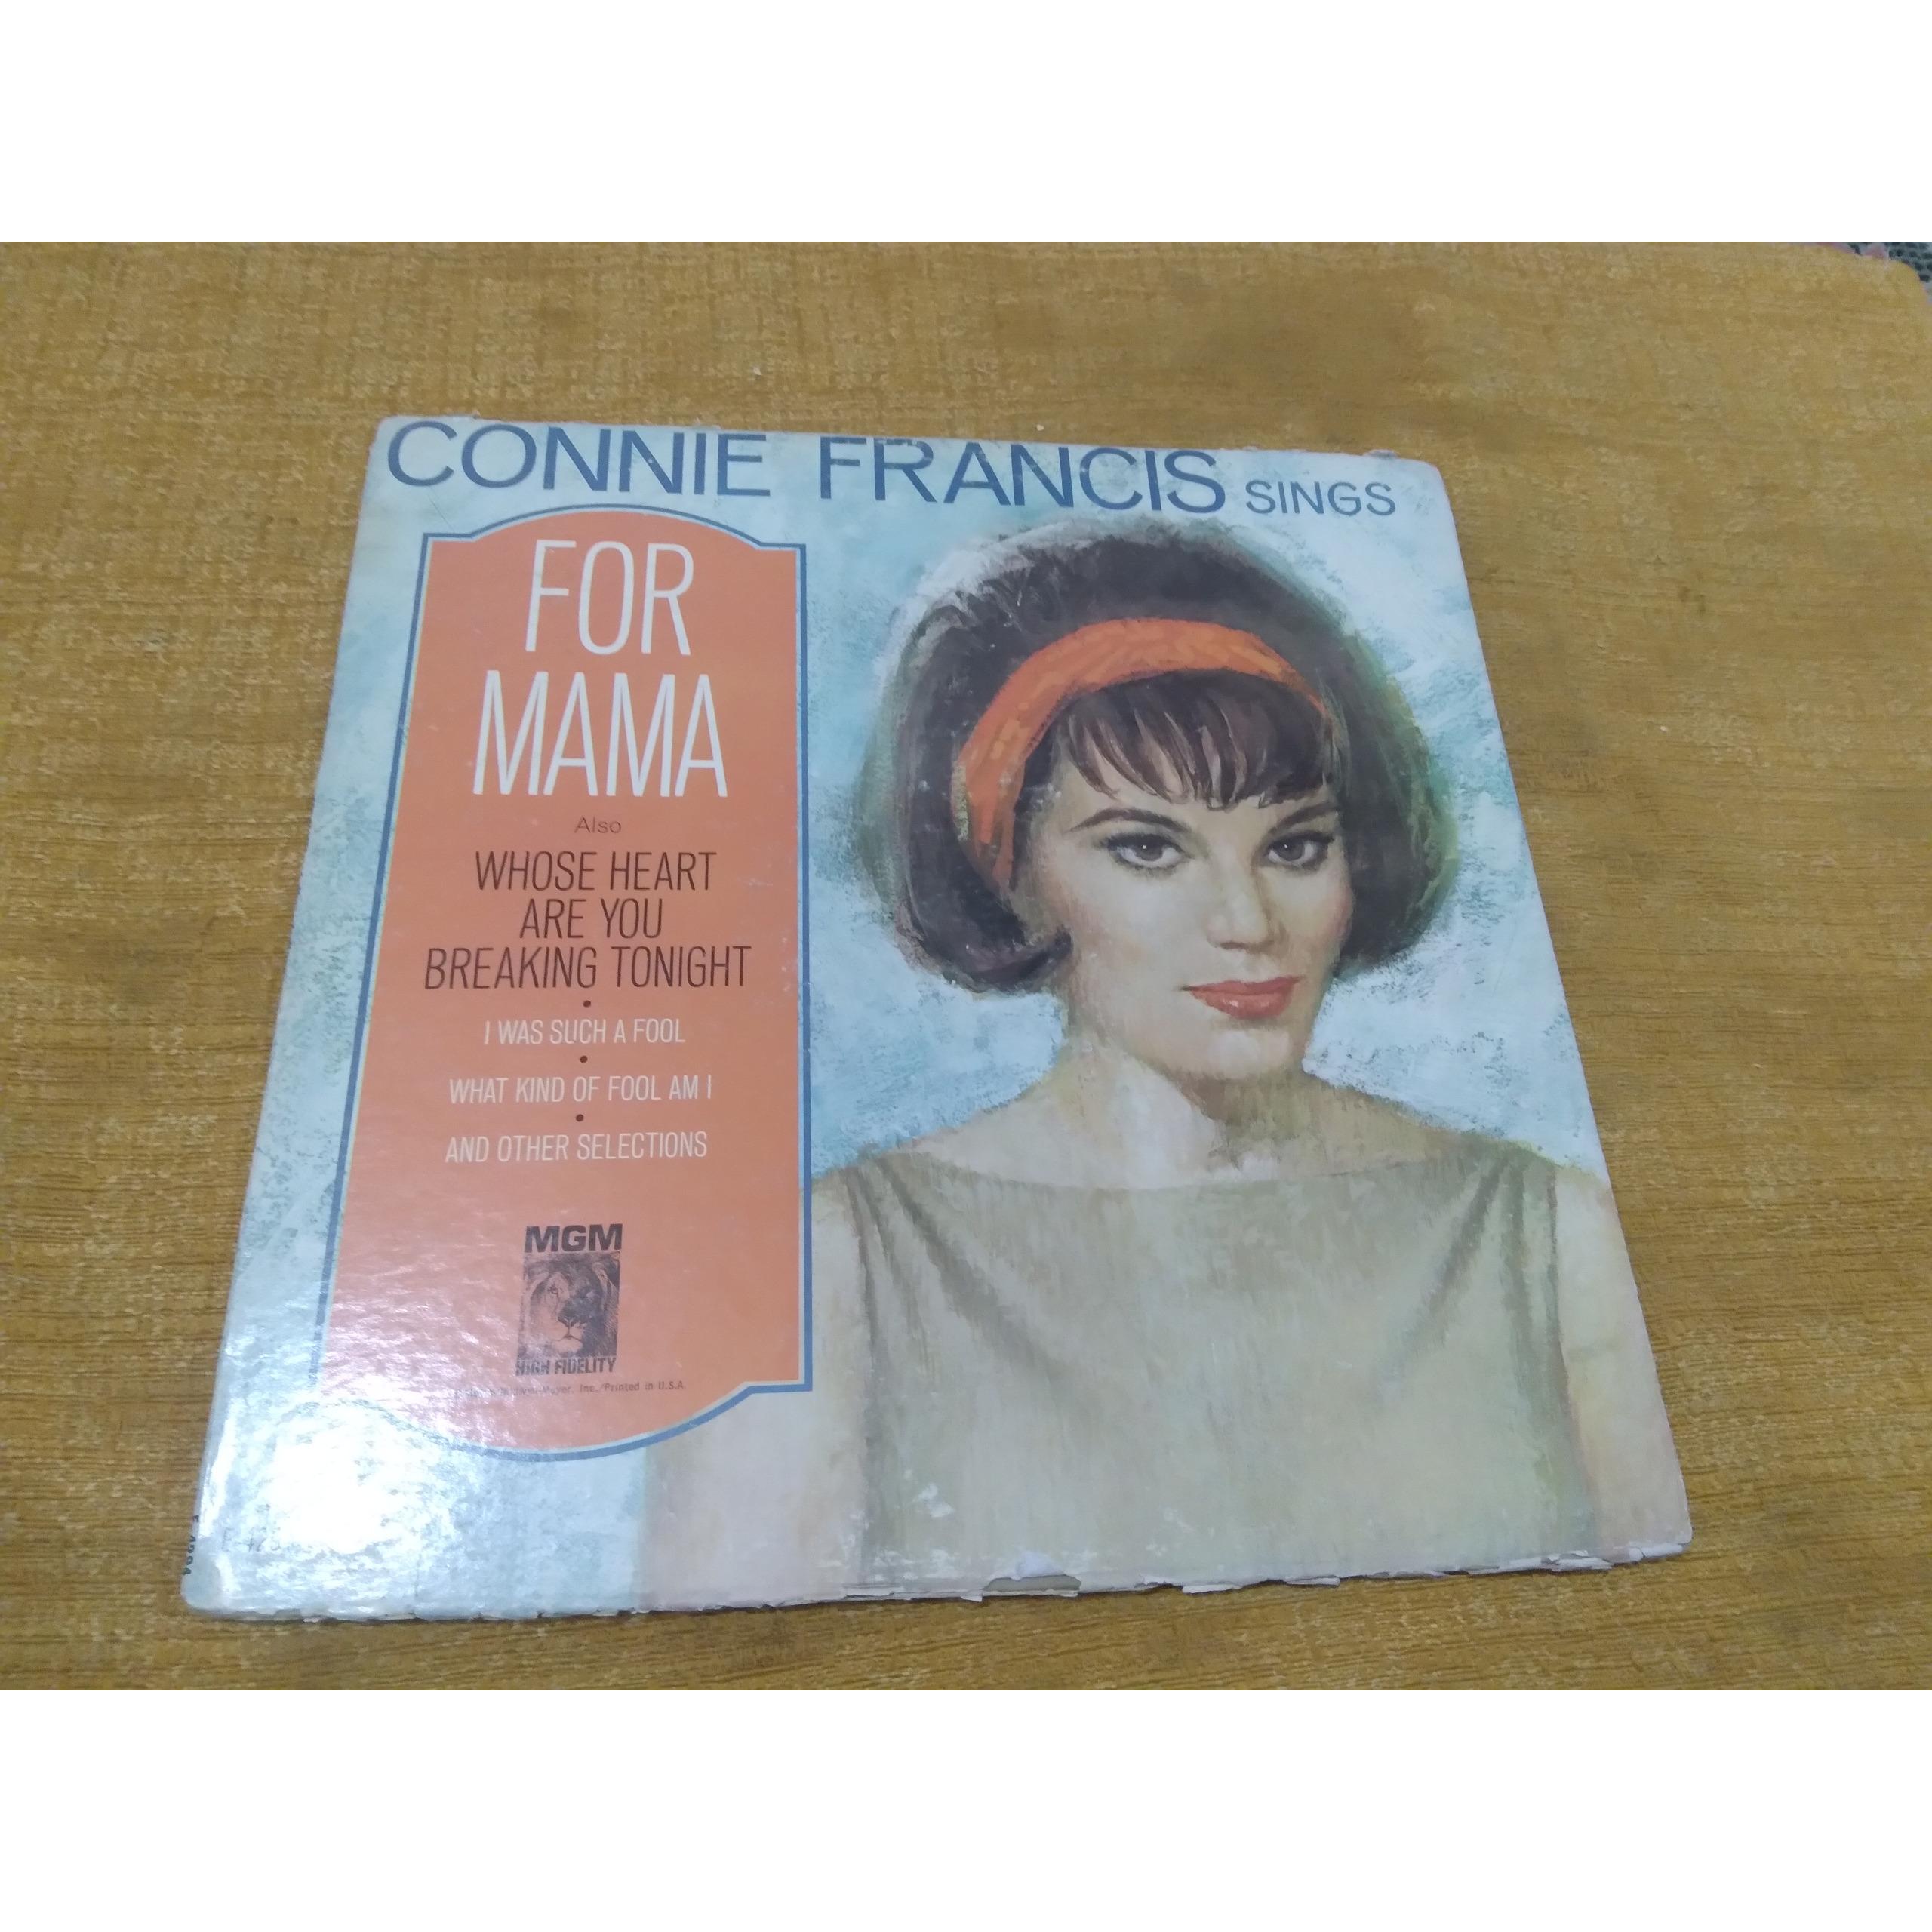 CONNIE FRANCIS SINGS
FOR
MAMA
Also
WHOSE HEART
ARE YOU
BREAKING TONIGHT
•
I WAS SUCH A FOOL
•
WHAT KIND OF FOOL AM I
•
AND OTHER SELECTIONS
MGM
HIGH FIDELITY
Inc./Printed in U.S.A.